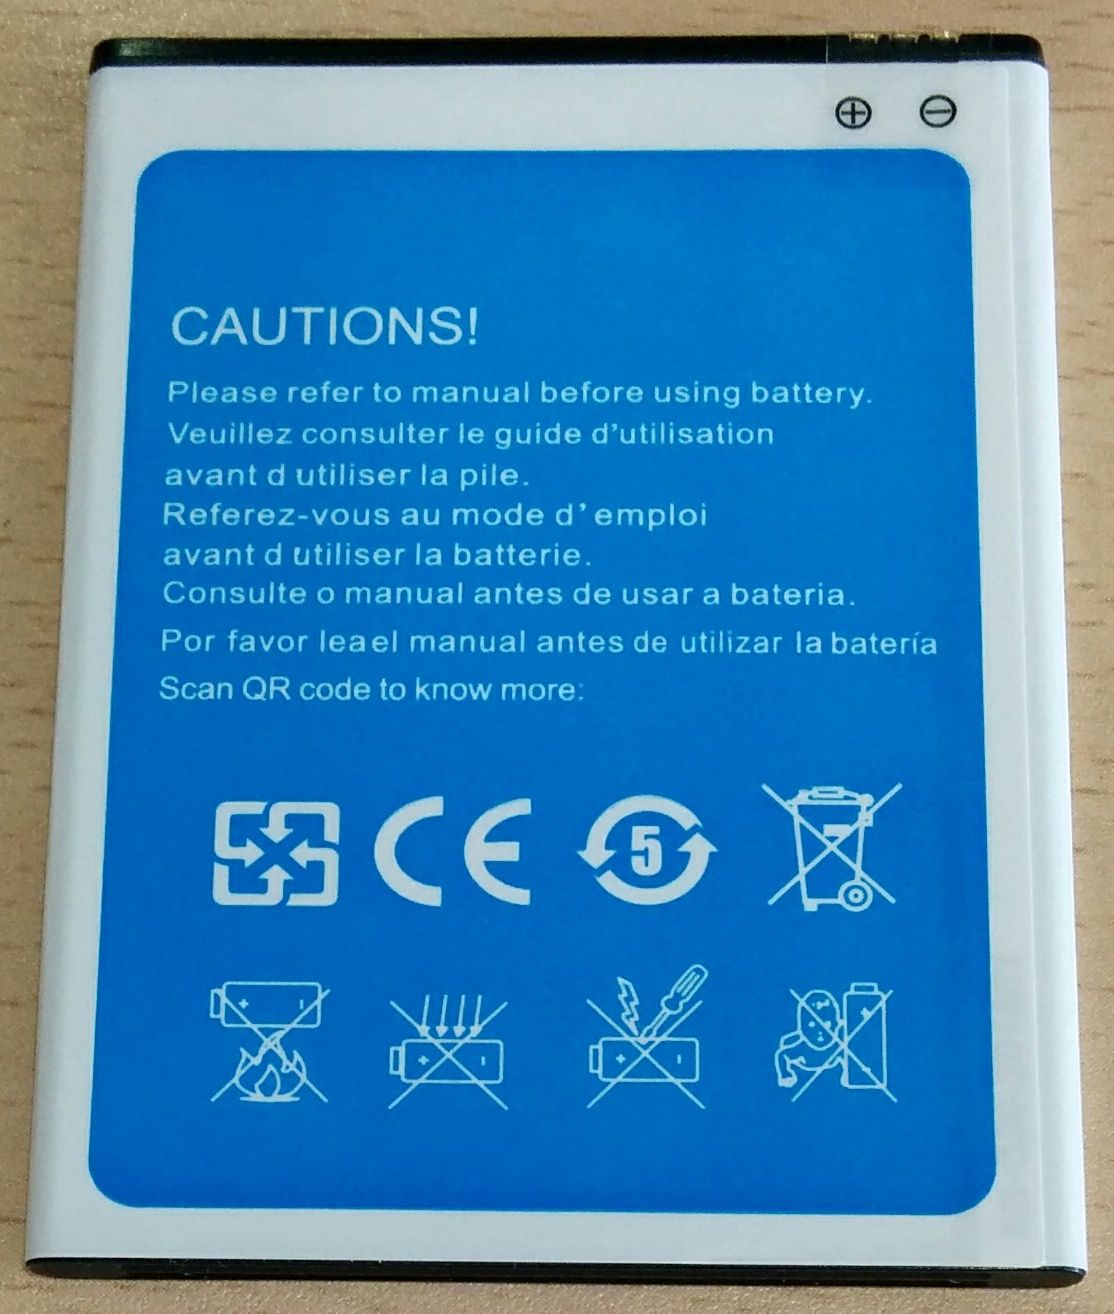 ⊕ ⊖
CAUTIONS!
Please refer to manual before using battery.
Veuillez consulter le guide d'utilisation
avant d utiliser la pile.
Referez-vous au mode d' emploi
avant d utiliser la batterie.
Consulte o manual antes de usar a bateria.
Por favor lea el manual antes de utilizar la batería
Scan QR code to know more:
CE 5